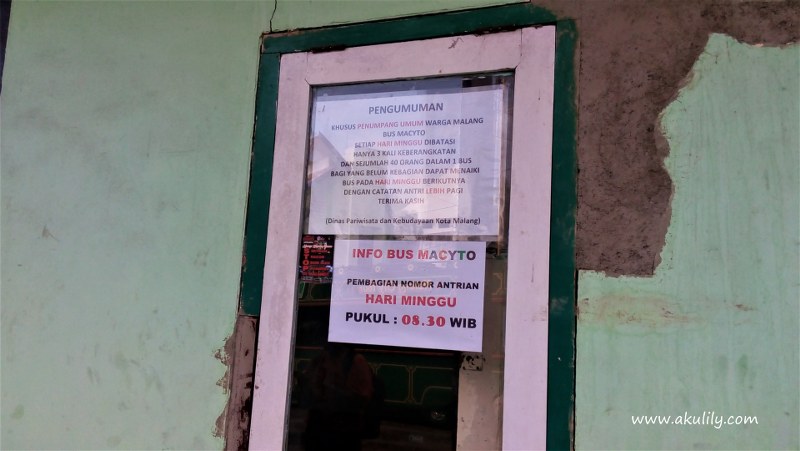 PENGUMUMAN
KHUSUS PENUMPANG UMUM WARGA MALANG
BUS MACYTO
SETIAP HARI MINGGU DIBATASI
HANYA 3 KALI KEBERANGKATAN
DAN SEJUMLAH 40 ORANG DALAM 1 BUS
BAGI YANG BELUM KEBAGIAN DAPAT MENAIKI
BUS PADA HARI MINGGU BERIKUTNYA
DENGAN CATATAN ANTRI LEBIH PAGI
TERIMA KASIH
(Dinas Pariwisata dan Kebudayaan Kota Malang)
INFO BUS MACYTO
PEMBAGIAN NOMOR ANTRIAN
HARI MINGGU
PUKUL : 08.30 WIB
www.akulily.com